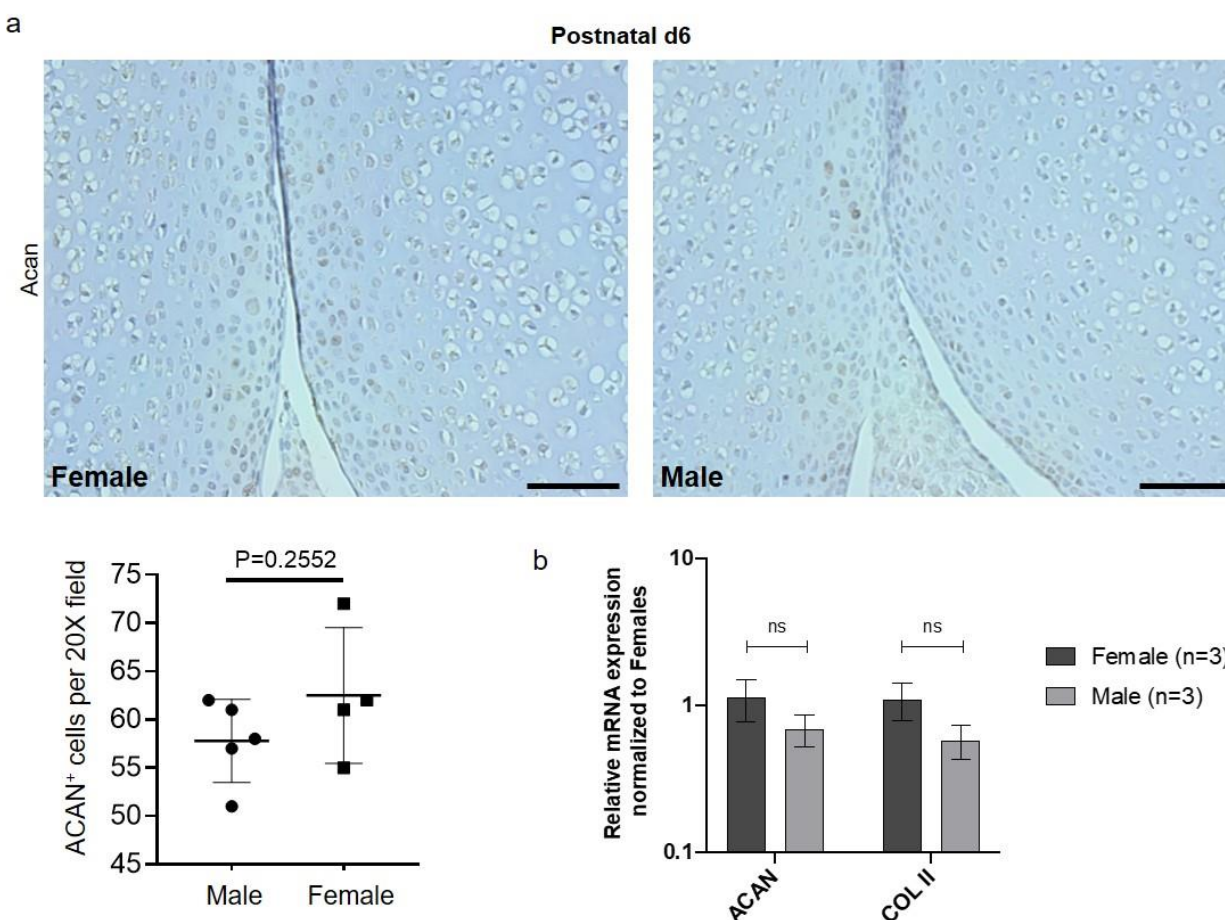 a
Postnatal d6
Acan
Female
Male
P=0.2552
ACAN⁺ cells per 20X field
75
70
65
60
55
50
45
Male Female
b
Relative mRNA expression
normalized to Females
10
1
0.1
ns ns
ACAN COL II
Female (n=3)
Male (n=3)